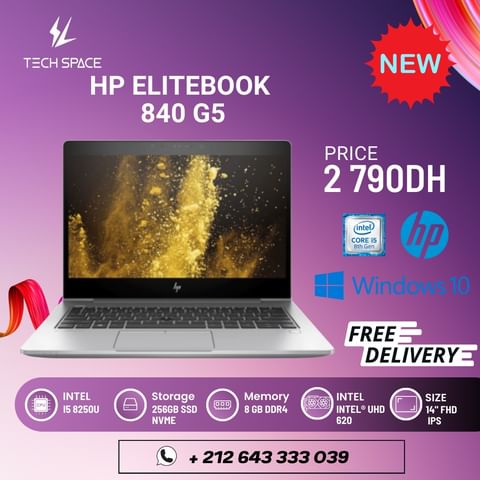 TECH SPACE
NEW
HP ELITEBOOK
840 G5
PRICE
2 790DH
intel
CORE i5
8th Gen
hp
Windows 10
hp
FREE
DELIVERY
INTEL
I5 8250U
Storage
256GB SSD
NVME
Memory
8 GB DDR4
INTEL
INTEL® UHD
620
SIZE
14" FHD
IPS
+ 212 643 333 039